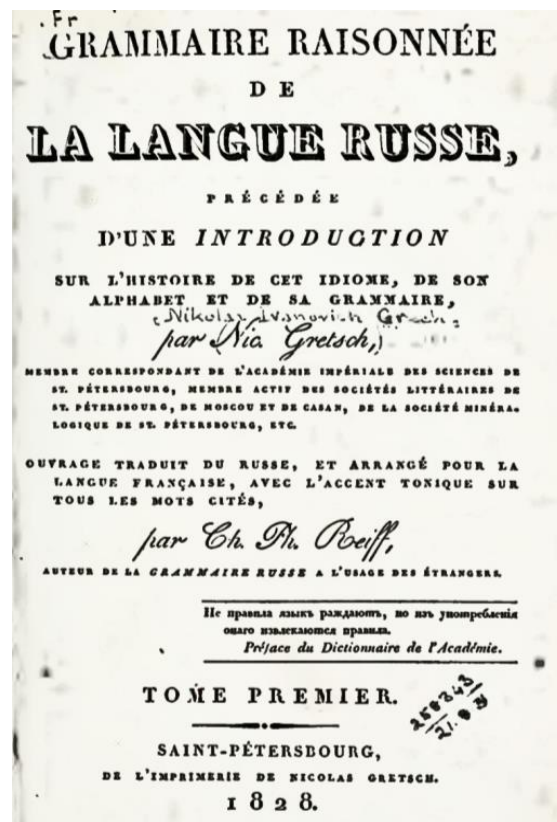 Fr
GRAMMAIRE RAISONNÉE
DE
LA LANGUE RUSSE,
PRÉCÉDÉE
D'UNE INTRODUCTION
SUR L'HISTOIRE DE CET IDIOME, DE SON
ALPHABET ET DE SA GRAMMAIRE,
Nikolai Ivanovich Grech
par (Nic. Gretsch,)
MEMBRE CORRESPONDANT DE L'ACADÉMIE IMPÉRIALE DES SCIENCES DE
ST. PÉTERSBOURG, MEMBRE ACTIF DES SOCIÉTÉS LITTÉRAIRES DE
ST. PÉTERSBOURG, DE MOSCOU ET DE CASAN, DE LA SOCIÉTÉ MINÉRA-
LOGIQUE DE ST. PÉTERSBOURG, ETC.
OUVRAGE TRADUIT DU RUSSE, ET ARRANGÉ POUR LA
LANGUE FRANÇAISE, AVEC L'ACCENT TONIQUE SUR
TOUS LES MOTS CITÉS,
par Ch. Ph. Reiff,
AUTEUR DE LA GRAMMAIRE RUSSE A L'USAGE DES ÉTRANGERS.
Не правила языкъ раждаютъ, но изъ употребленія
онаго извлекаются правила.
Préface du Dictionnaire de l'Académie.
TOME PREMIER.
258343
21.8.31
SAINT-PÉTERSBOURG,
DE L'IMPRIMERIE DE NICOLAS GRETSCH.
1828.